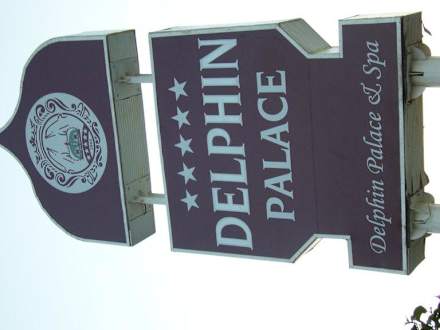 ★★★★★
DELPHIN
PALACE
Delphin Palace & Spa